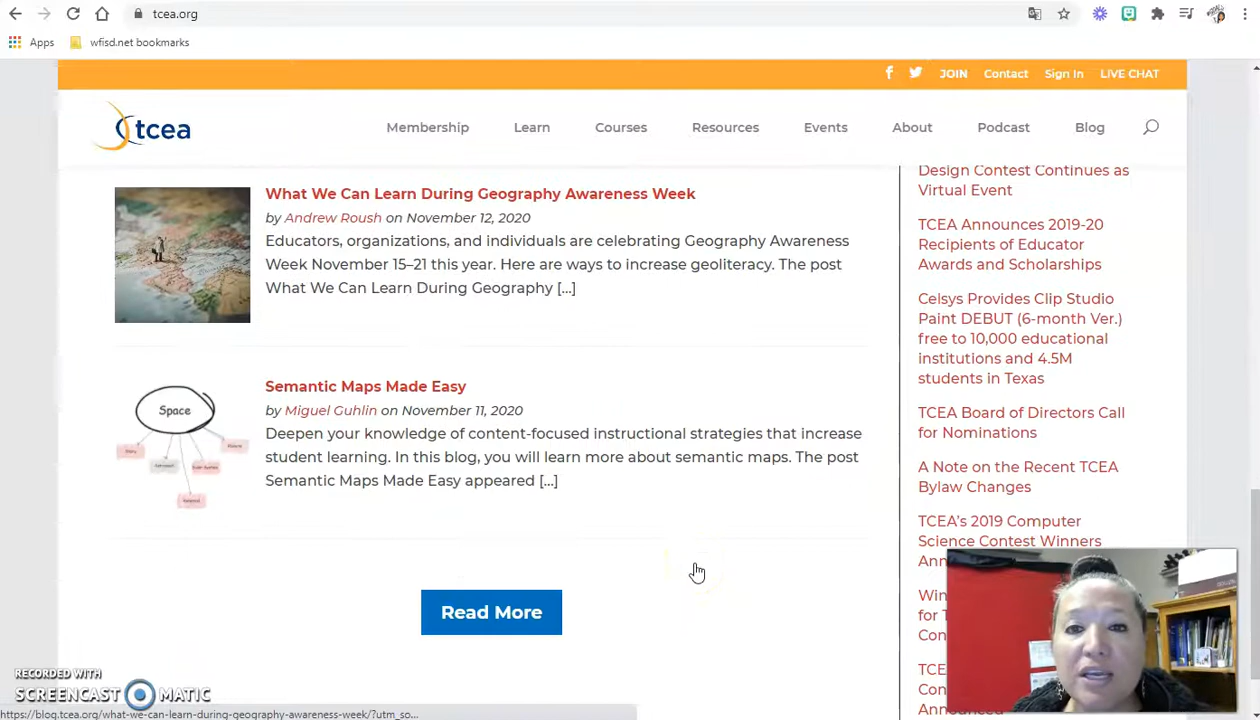 tcea.org
Apps
wfisd.net bookmarks
JOIN Contact Sign In LIVE CHAT
tcea
Membership Learn Courses Resources Events About Podcast Blog
What We Can Learn During Geography Awareness Week
by Andrew Roush on November 12, 2020
Educators, organizations, and individuals are celebrating Geography Awareness
Week November 15–21 this year. Here are ways to increase geoliteracy. The post
What We Can Learn During Geography [...]
Space
Semantic Maps Made Easy
by Miguel Guhlin on November 11, 2020
Deepen your knowledge of content-focused instructional strategies that increase
student learning. In this blog, you will learn more about semantic maps. The post
Semantic Maps Made Easy appeared [...]
Read More
Design Contest Continues as
Virtual Event
TCEA Announces 2019-20
Recipients of Educator
Awards and Scholarships
Celsys Provides Clip Studio
Paint DEBUT (6-month Ver.)
free to 10,000 educational
institutions and 4.5M
students in Texas
TCEA Board of Directors Call
for Nominations
A Note on the Recent TCEA
Bylaw Changes
TCEA's 2019 Computer
Science Contest Winners
Ann
Win
for T
Con
TCE
Con
Announced
RECORDED WITH
SCREENCAST MATIC
https://blog.tcea.org/what-we-can-learn-during-geography-awareness-week/?utm_so...